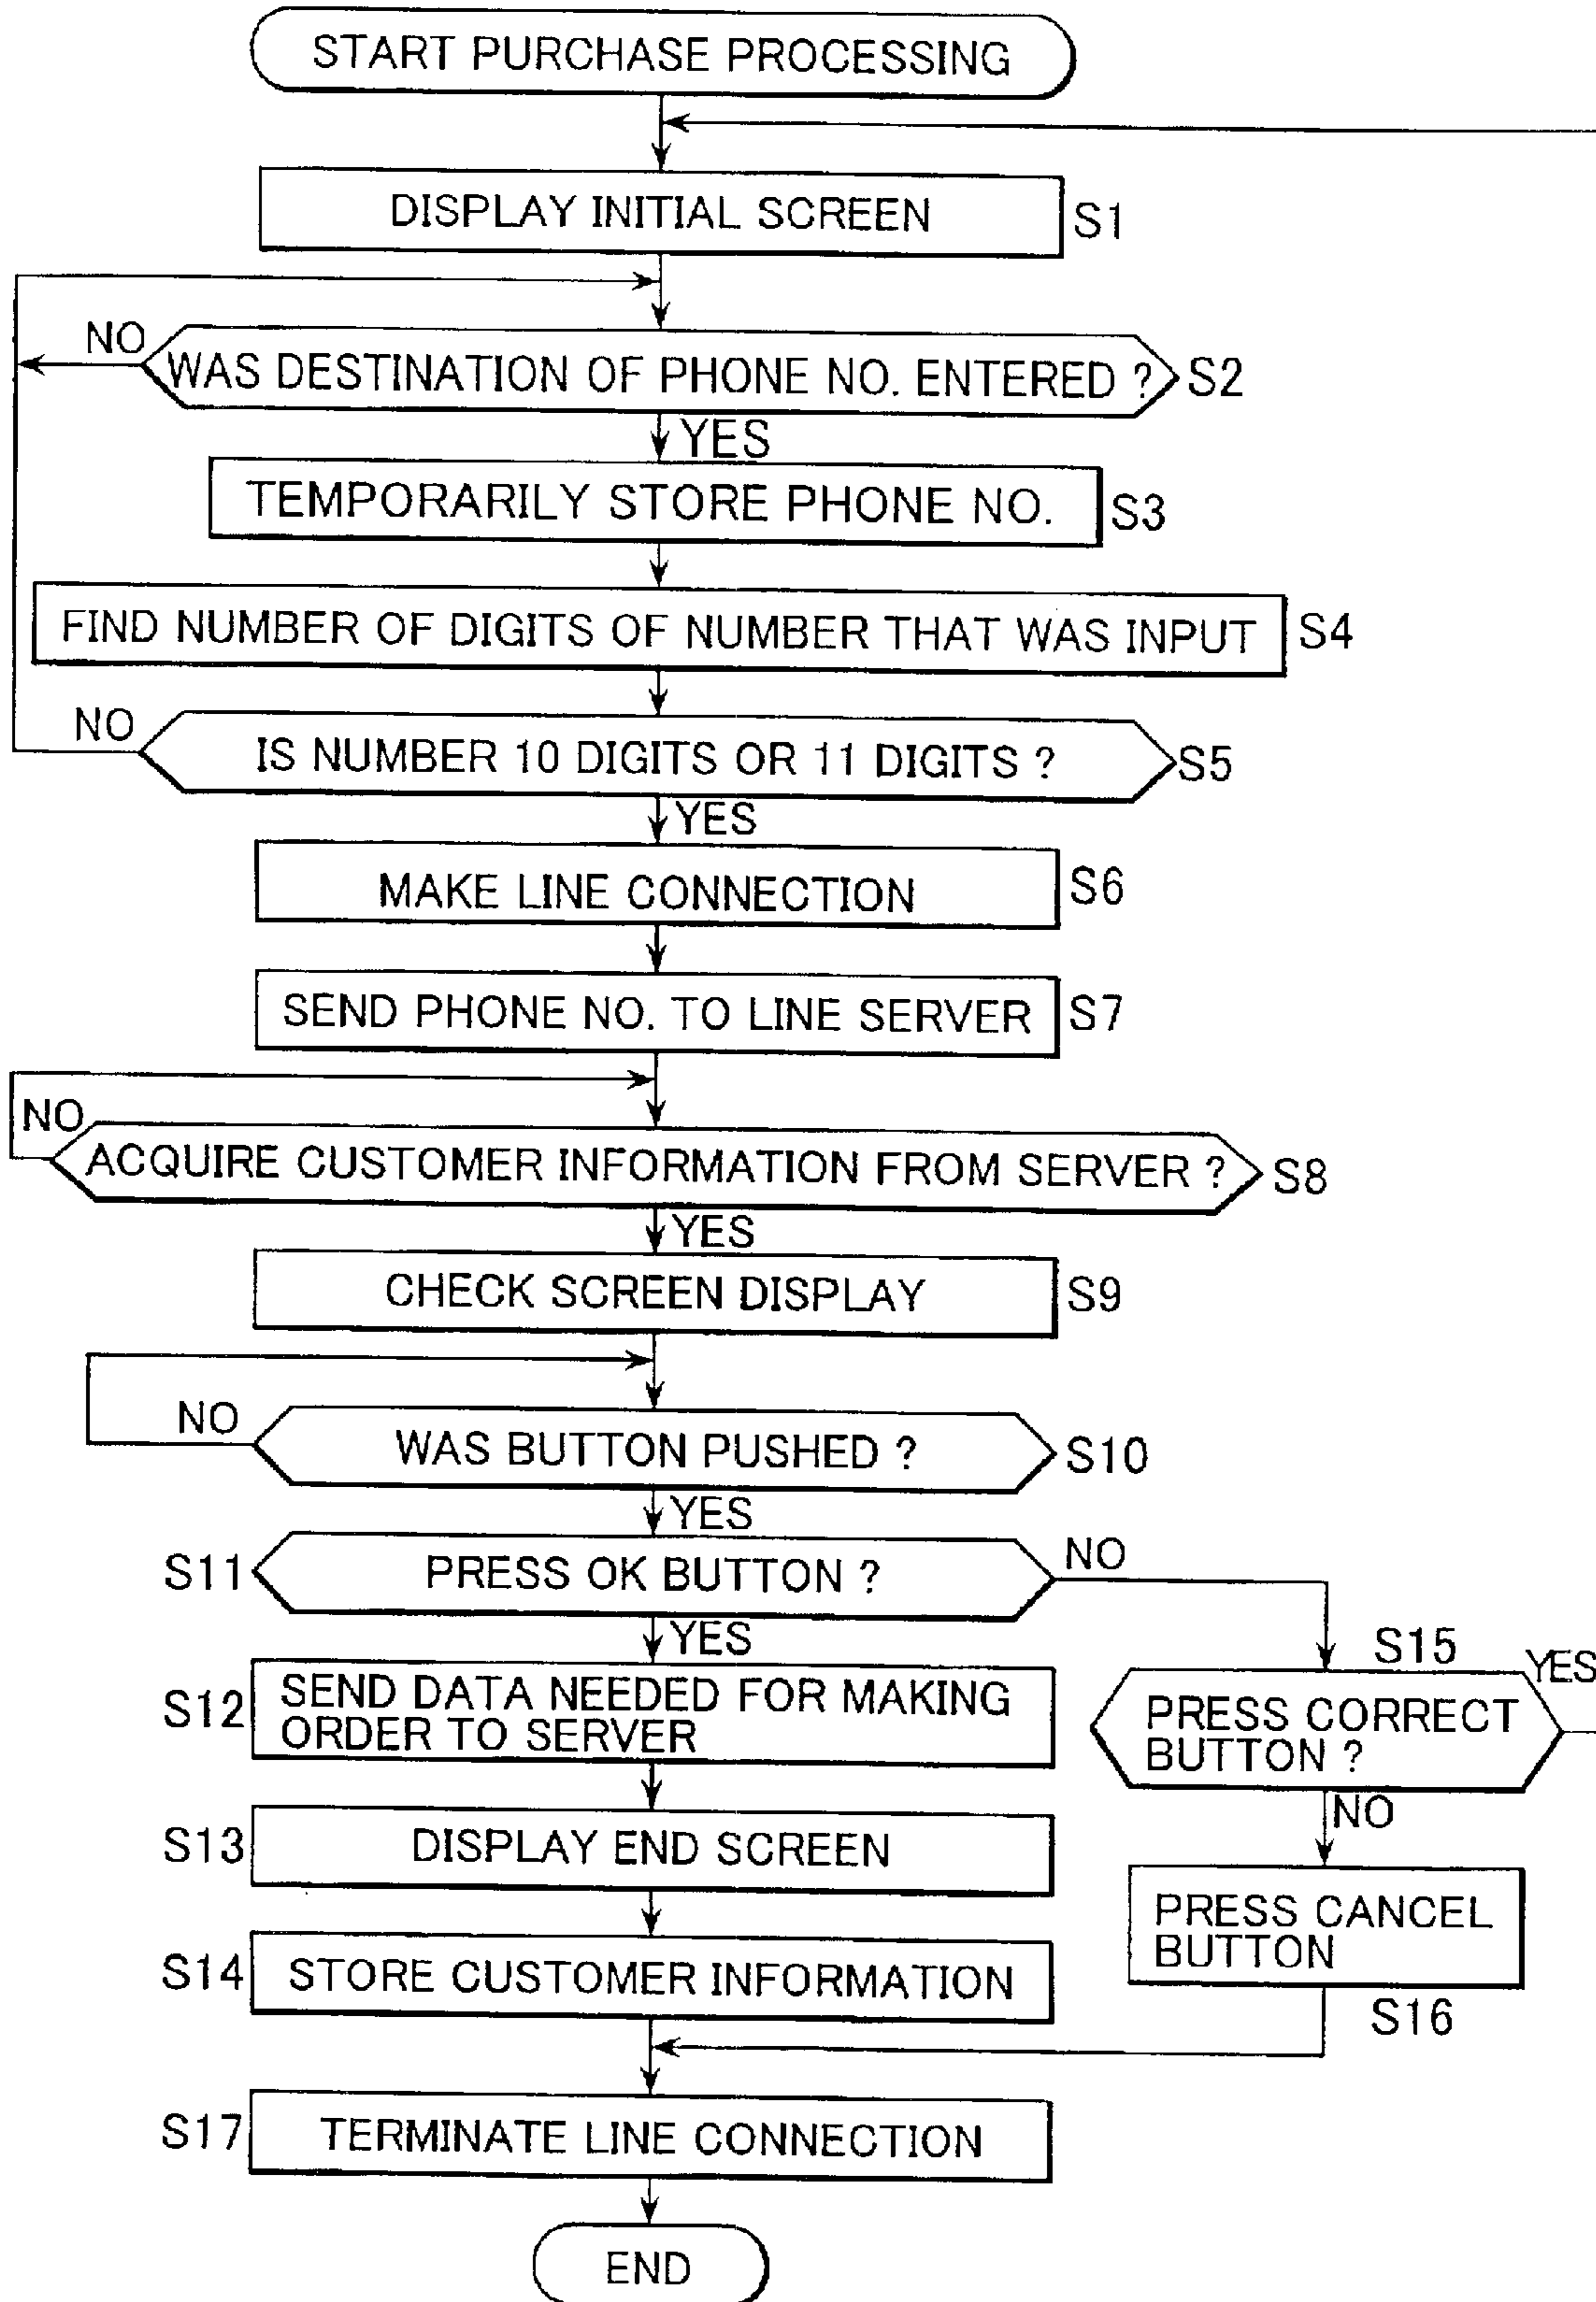 START PURCHASE PROCESSING
DISPLAY INITIAL SCREEN
S1
NO
WAS DESTINATION OF PHONE NO. ENTERED ?
S2
YES
TEMPORARILY STORE PHONE NO.
S3
FIND NUMBER OF DIGITS OF NUMBER THAT WAS INPUT
S4
NO
IS NUMBER 10 DIGITS OR 11 DIGITS ?
S5
YES
MAKE LINE CONNECTION
S6
SEND PHONE NO. TO LINE SERVER
S7
NO
ACQUIRE CUSTOMER INFORMATION FROM SERVER ?
S8
YES
CHECK SCREEN DISPLAY
S9
NO
WAS BUTTON PUSHED ?
S10
YES
S11
PRESS OK BUTTON ?
NO
YES
S12
SEND DATA NEEDED FOR MAKING
ORDER TO SERVER
S15
YES
PRESS CORRECT
BUTTON ?
NO
S13
DISPLAY END SCREEN
PRESS CANCEL
BUTTON
S16
S14
STORE CUSTOMER INFORMATION
S17
TERMINATE LINE CONNECTION
END